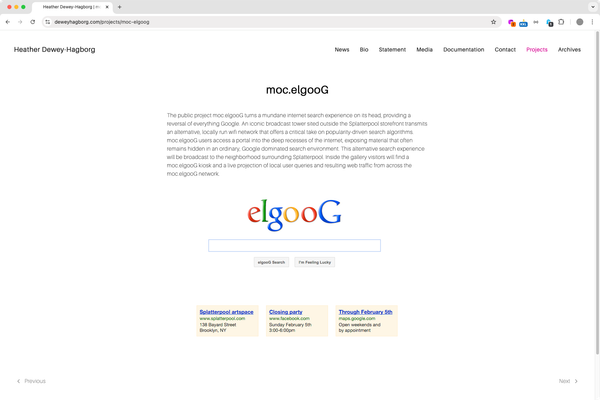 Heather Dewey-Hagborg | m
deweyhagborg.com/projects/moc-elgoog
Heather Dewey-Hagborg
News Bio Statement Media Documentation Contact Projects Archives
moc.elgooG
The public project moc.elgooG turns a mundane internet search experience on its head, providing a
reversal of everything Google. An iconic broadcast tower sited outside the Splatterpool storefront transmits
an alternative, locally run wifi network that offers a critical take on popularity-driven search algorithms.
moc.elgooG users access a portal into the deep recesses of the internet, exposing material that often
remains hidden in an ordinary, Google dominated search environment. This alternative search experience
will be broadcast to the neighborhood surrounding Splatterpool. Inside the gallery visitors will find a
moc.elgooG kiosk and a live projection of local user queries and resulting web traffic from across the
moc.elgooG network.
elgooG
elgooG Search I'm Feeling Lucky
Splatterpool artspace
www.splatterpool.com
138 Bayard Street
Brooklyn, NY
Closing party
www.facebook.com
Sunday February 5th
3:00-6:00pm
Through February 5th
maps.google.com
Open weekends and
by appointment
Previous
Next